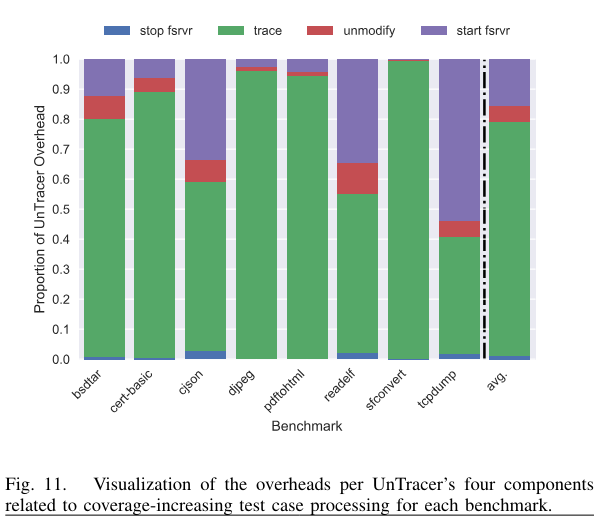 stop fsrvr trace unmodify start fsrvr
1.0
0.9
0.8
0.7
0.6
0.5
0.4
0.3
0.2
0.1
0.0
Proportion of UnTracer Overhead
bsdtar
cert-basic
cjson
djpeg
pdftohtml
readelf
sfconvert
tcpdump
avg.
Benchmark
Fig. 11. Visualization of the overheads per UnTracer's four components
related to coverage-increasing test case processing for each benchmark.